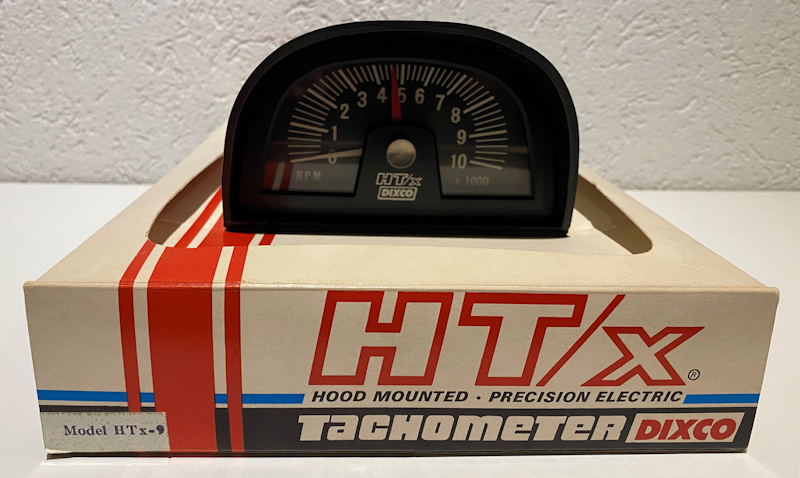 0 1 2 3 4 5 6 7 8 9 10
RPM
x 1000
HT/x
DIXCO
HT/x®
HOOD MOUNTED · PRECISION ELECTRIC
TACHOMETER DIXCO
Model HTx-9